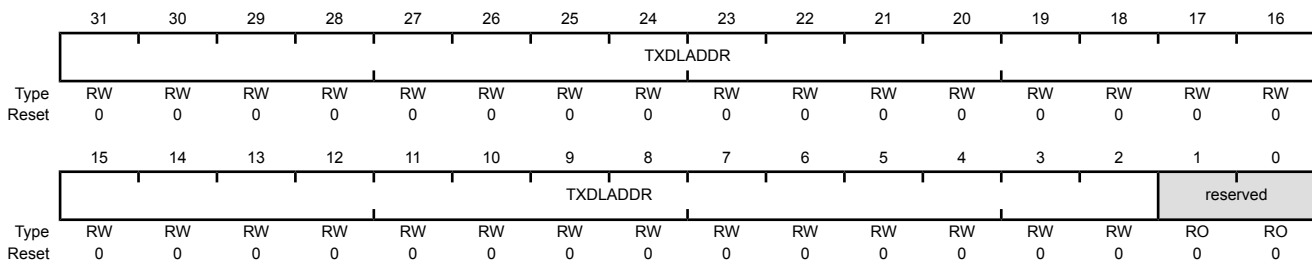 31 30 29 28 27 26 25 24 23 22 21 20 19 18 17 16
TXDLADDR
Type RW RW RW RW RW RW RW RW RW RW RW RW RW RW RW RW
Reset 0 0 0 0 0 0 0 0 0 0 0 0 0 0 0 0
15 14 13 12 11 10 9 8 7 6 5 4 3 2 1 0
TXDLADDR reserved
Type RW RW RW RW RW RW RW RW RW RW RW RW RW RW RO RO
Reset 0 0 0 0 0 0 0 0 0 0 0 0 0 0 0 0